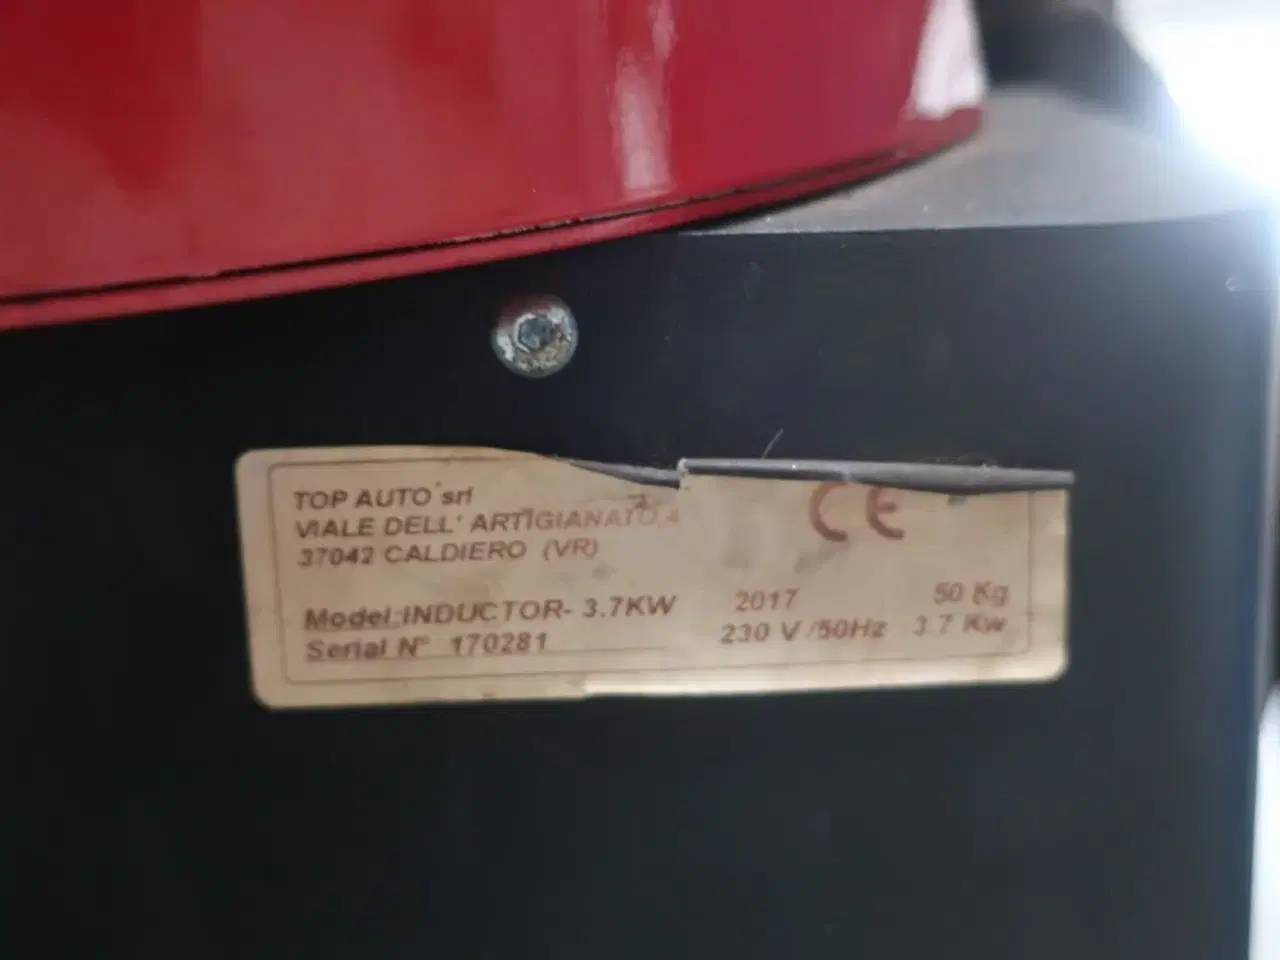 TOP AUTO srl
VIALE DELL' ARTIGIANATO,4
37042 CALDIERO (VR)
CE
Model:INDUCTOR- 3.7KW 2017 50 Kg
Serial N° 170281 230 V /50Hz 3.7 Kw